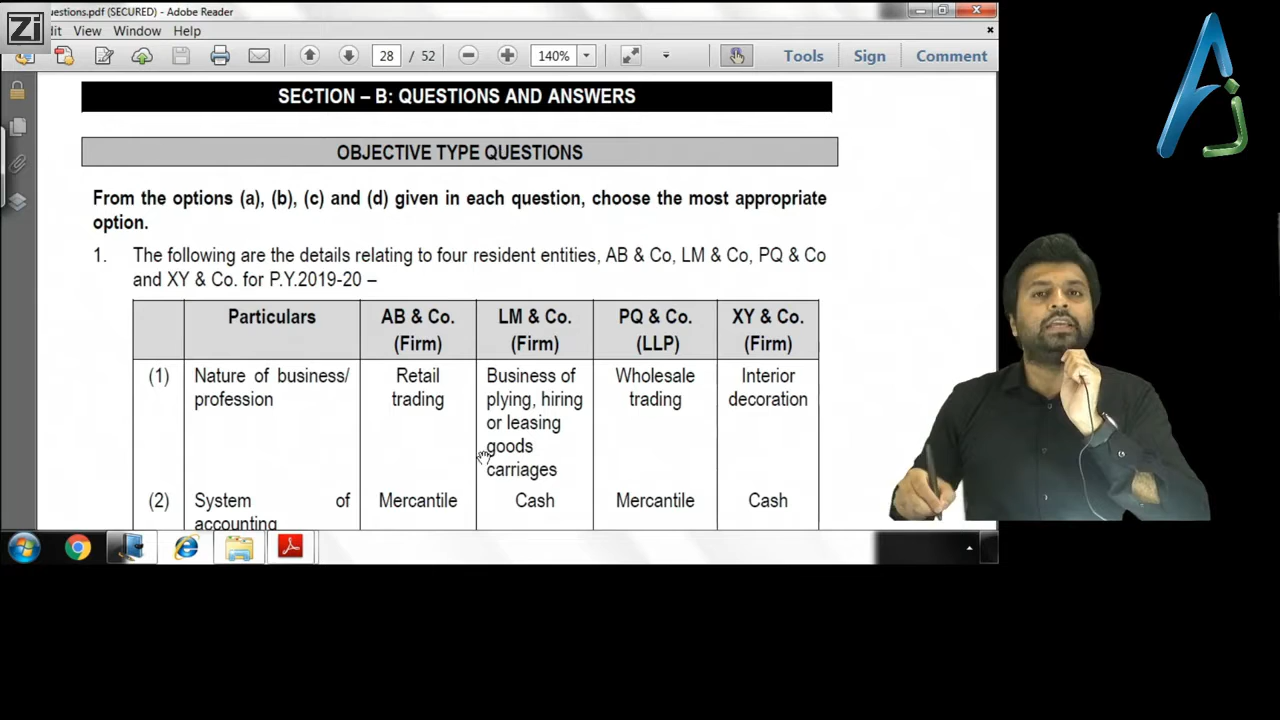 uestions.pdf (SECURED) - Adobe Reader
Zi
dit View Window Help
28 / 52 140% Tools Sign Comment
SECTION – B: QUESTIONS AND ANSWERS
OBJECTIVE TYPE QUESTIONS
From the options (a), (b), (c) and (d) given in each question, choose the most appropriate
option.
1. The following are the details relating to four resident entities, AB & Co, LM & Co, PQ & Co
and XY & Co. for P.Y.2019-20 –
Particulars AB & Co. LM & Co. PQ & Co. XY & Co.
(Firm) (Firm) (LLP) (Firm)
(1) Nature of business/ Retail Business of Wholesale Interior
profession trading plying, hiring trading decoration
or leasing
goods
carriages
(2) System of Mercantile Cash Mercantile Cash
accounting